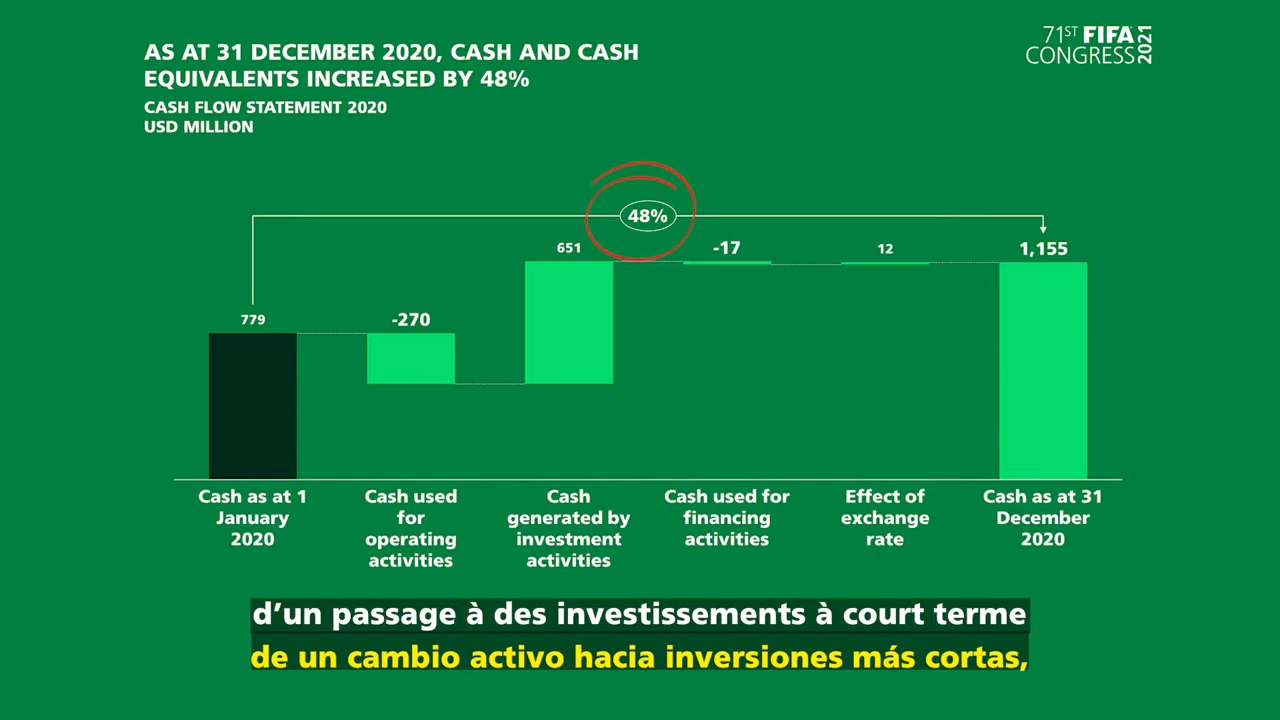 AS AT 31 DECEMBER 2020, CASH AND CASH
EQUIVALENTS INCREASED BY 48%
CASH FLOW STATEMENT 2020
USD MILLION
71ST FIFA
CONGRESS
2021
48%
779
-270
651
-17
12
1,155
Cash as at 1
January
2020
Cash used
for
operating
activities
Cash
generated by
investment
activities
Cash used for
financing
activities
Effect of
exchange
rate
Cash as at 31
December
2020
d’un passage à des investissements à court terme
de un cambio activo hacia inversiones más cortas,